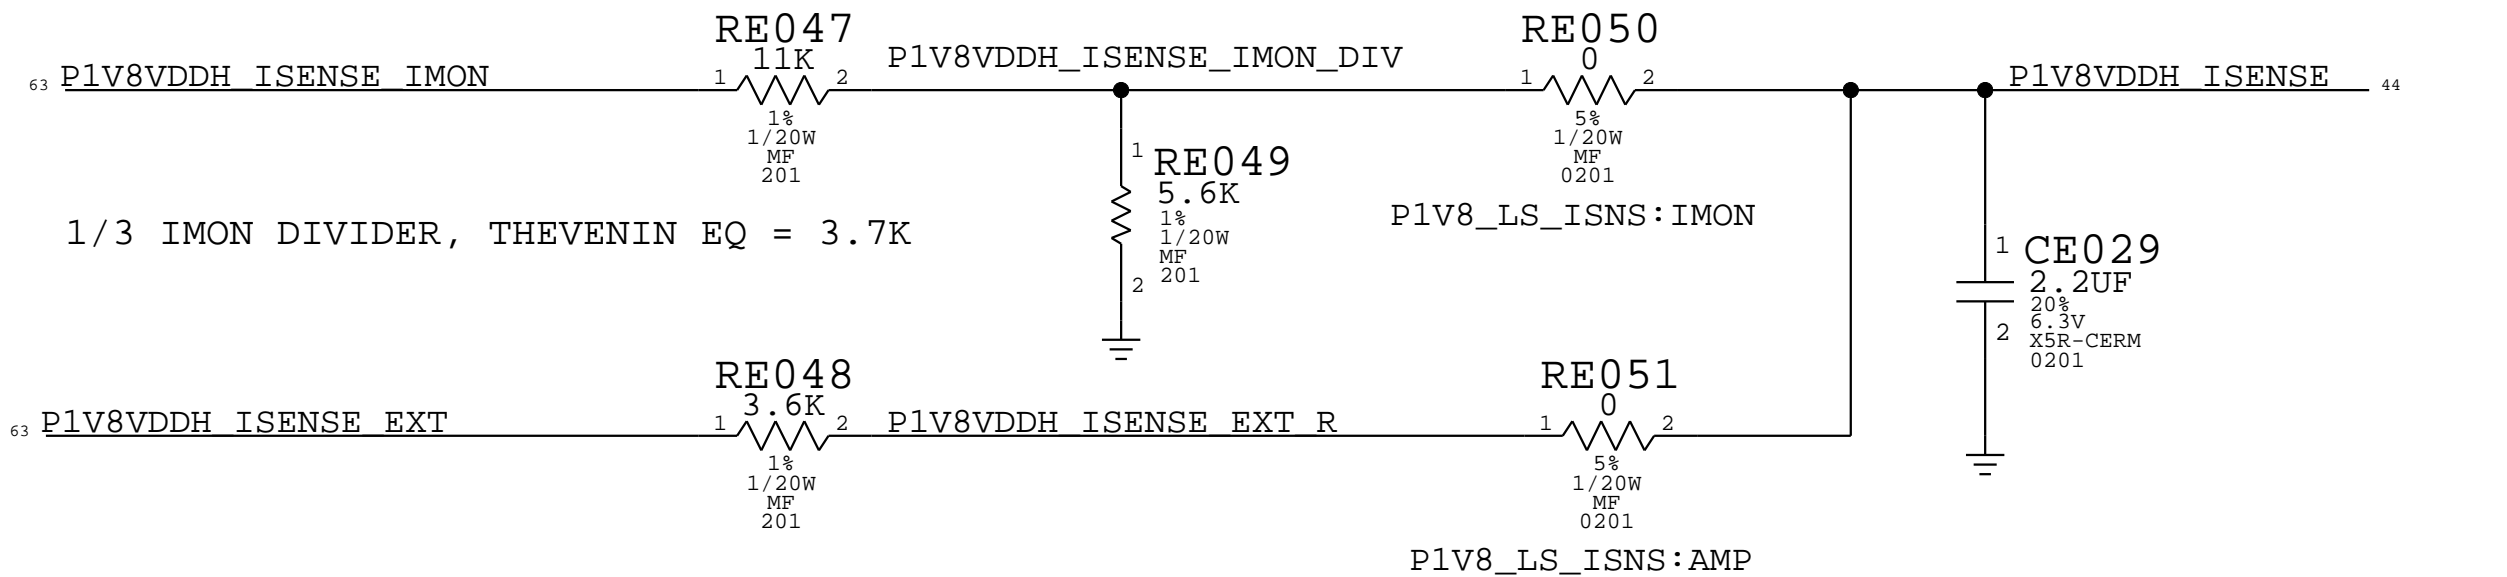 RE047
11K
63 P1V8VDDH_ISENSE_IMON
1 2
1%
1/20W
MF
201
P1V8VDDH_ISENSE_IMON_DIV
RE050
0
1 2
5%
1/20W
MF
0201
P1V8_LS_ISNS:IMON
P1V8VDDH_ISENSE 44
1
RE049
5.6K
1%
1/20W
MF
201
2
1/3 IMON DIVIDER, THEVENIN EQ = 3.7K
1
CE029
2.2UF
20%
6.3V
X5R-CERM
0201
2
RE048
3.6K
63 P1V8VDDH_ISENSE_EXT
1 2
1%
1/20W
MF
201
P1V8VDDH_ISENSE_EXT_R
RE051
0
1 2
5%
1/20W
MF
0201
P1V8_LS_ISNS:AMP